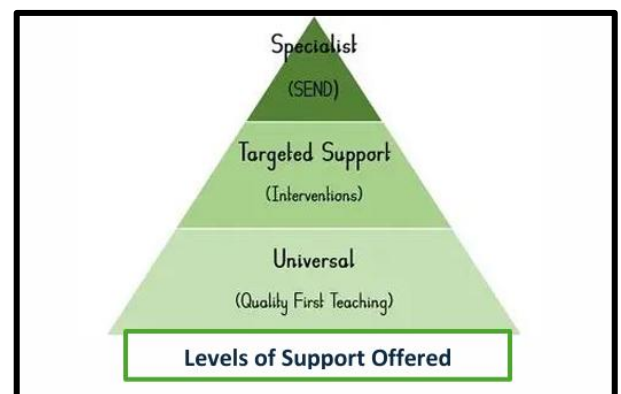 Specialist
(SEND)
Targeted Support
(Interventions)
Universal
(Quality First Teaching)
Levels of Support Offered